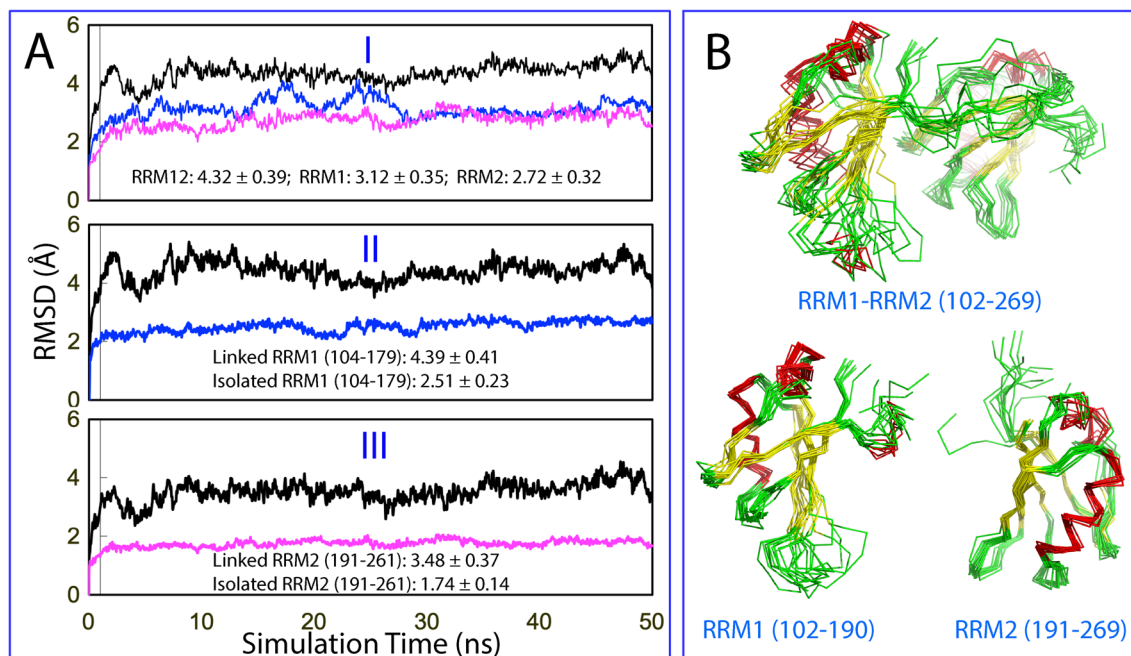 A
B
RMSD (Å)
6
4
2
0
I
RRM12: 4.32 ± 0.39; RRM1: 3.12 ± 0.35; RRM2: 2.72 ± 0.32
6
4
2
0
II
Linked RRM1 (104-179): 4.39 ± 0.41
Isolated RRM1 (104-179): 2.51 ± 0.23
6
4
2
0
III
Linked RRM2 (191-261): 3.48 ± 0.37
Isolated RRM2 (191-261): 1.74 ± 0.14
0 10 20 30 40 50
Simulation Time (ns)
RRM1-RRM2 (102-269)
RRM1 (102-190)
RRM2 (191-269)